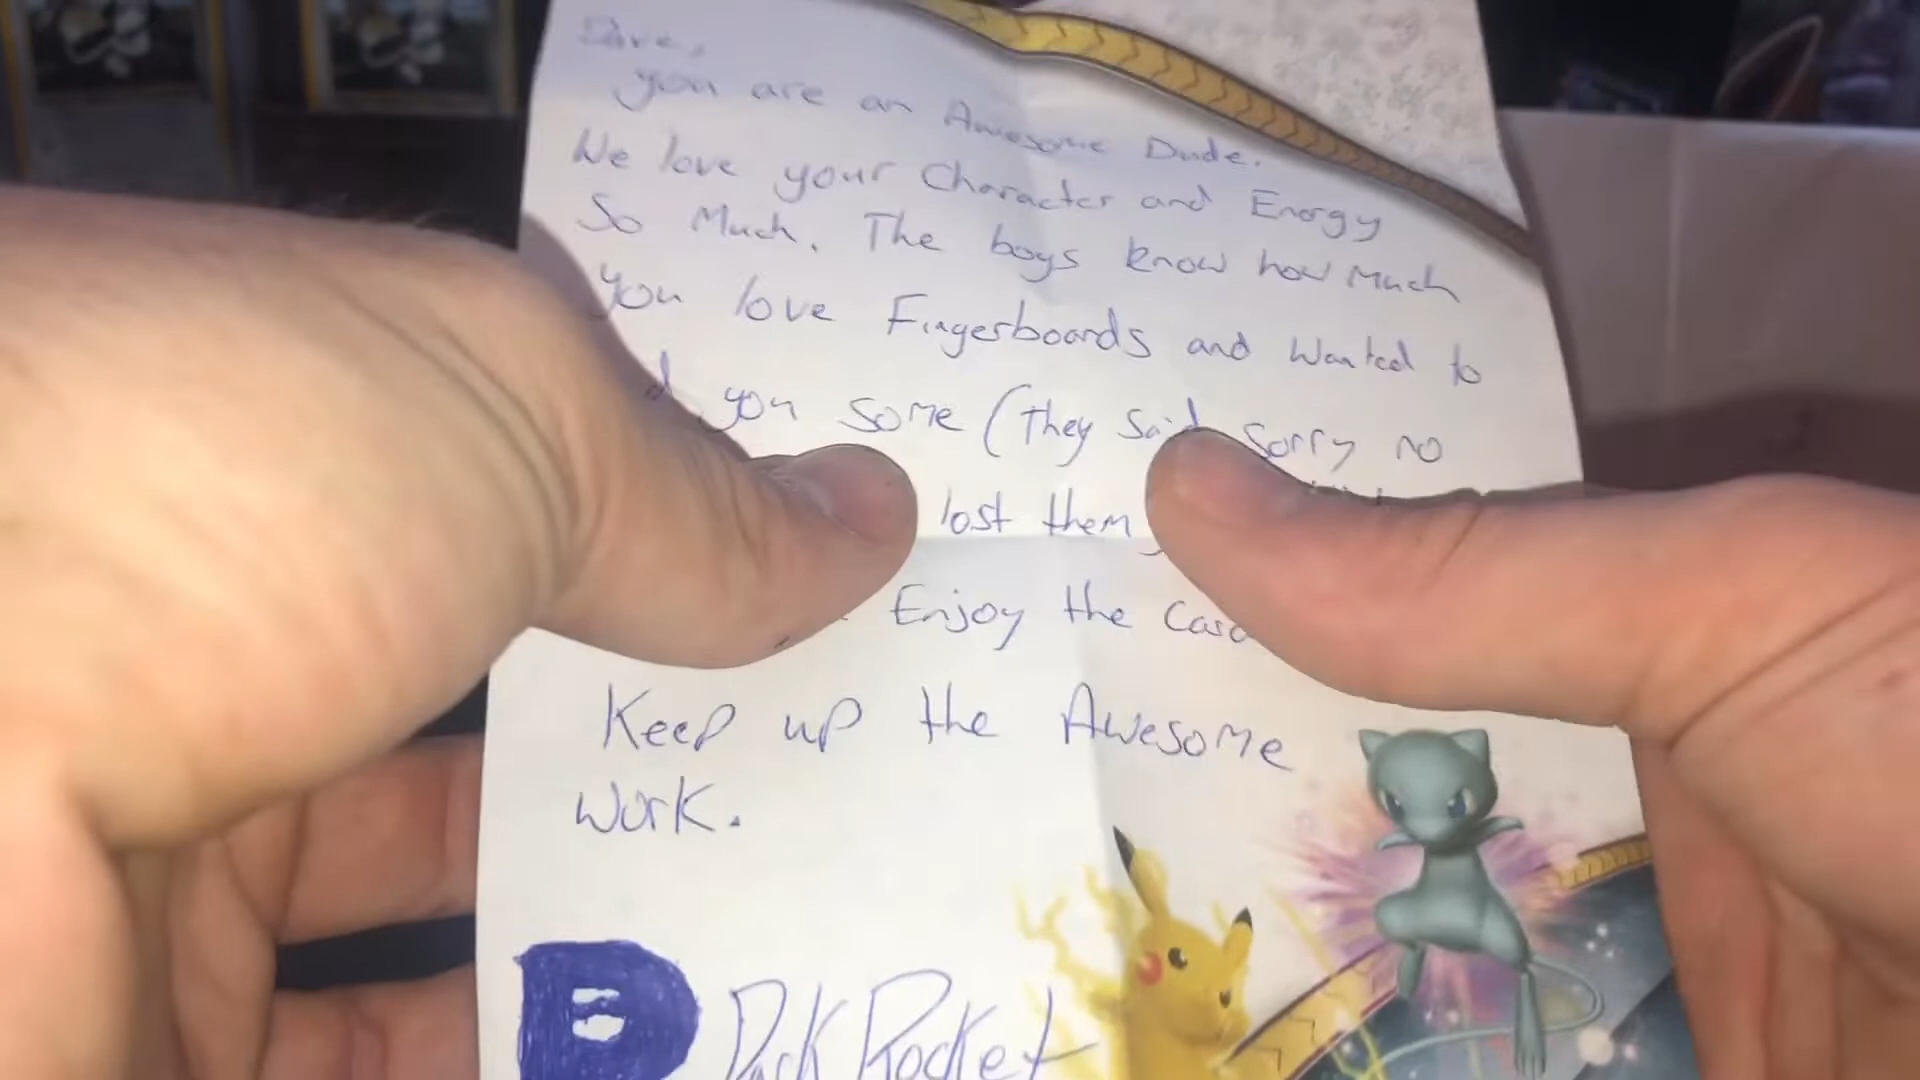 Dave,
you are an Awesome Dude.
We love your Character and Energy
So Much. The boys know how Much
you love Fingerboards and Wanted to
you some (They Said Sorry no
lost them
Enjoy the
Keep up the Awesome
Work.
Dark Rocket